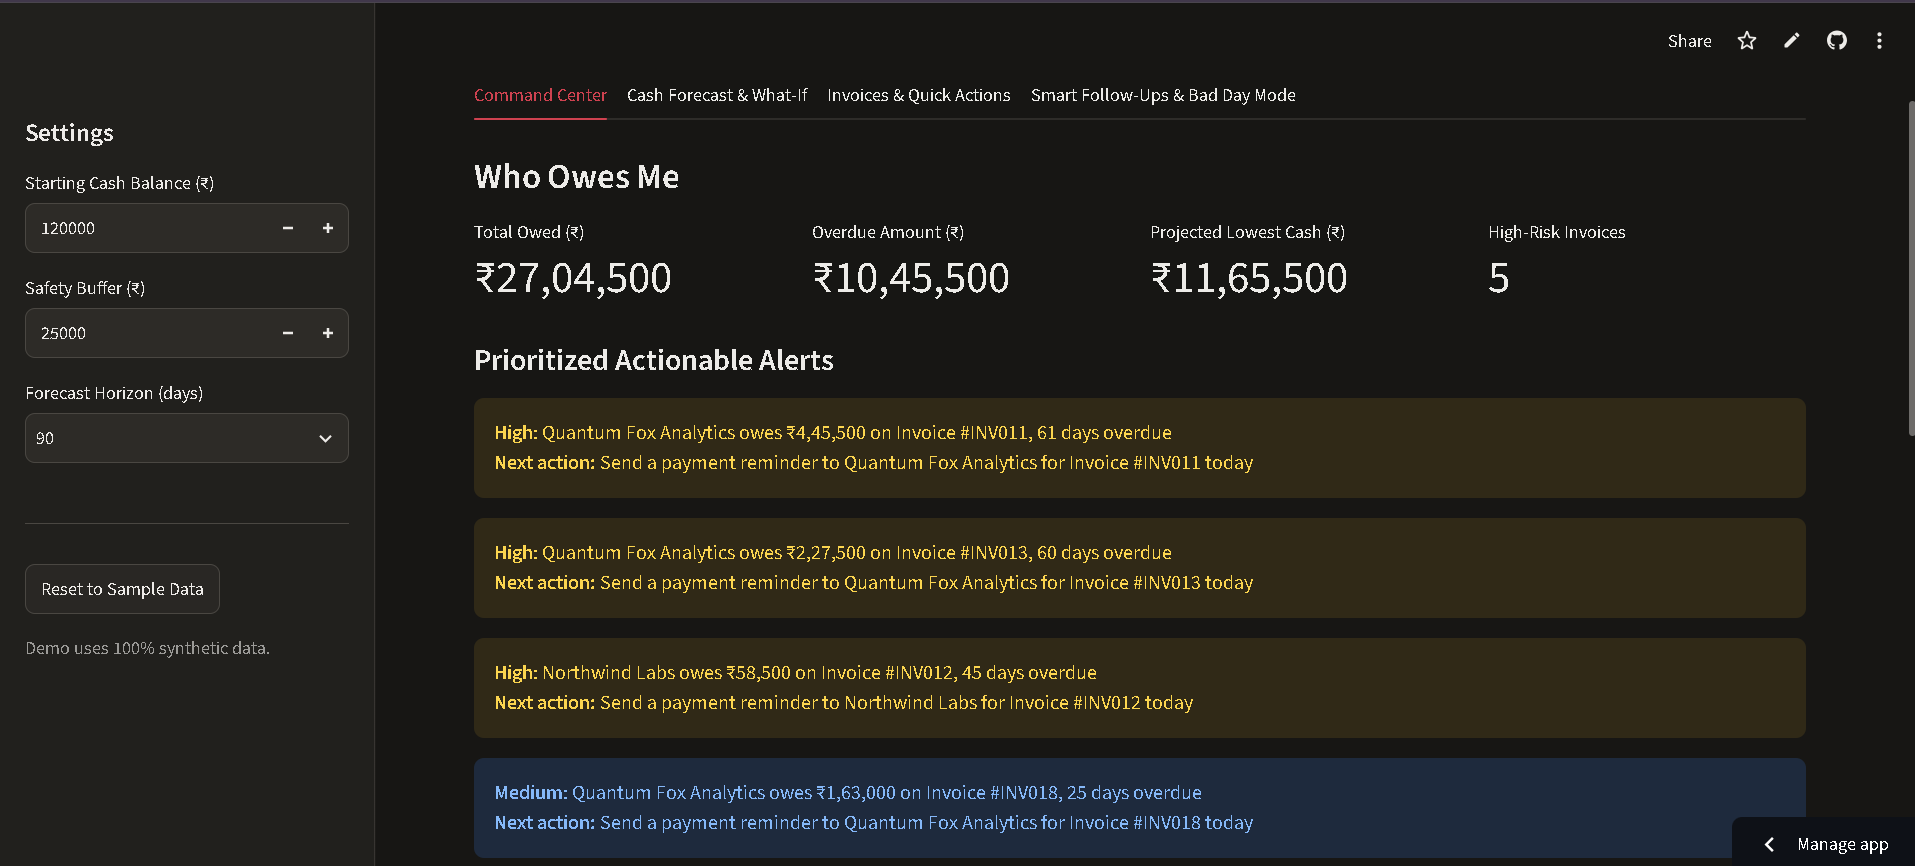 Share
Settings
Starting Cash Balance (₹)
120000
Safety Buffer (₹)
25000
Forecast Horizon (days)
90
Reset to Sample Data
Demo uses 100% synthetic data.
Command Center
Cash Forecast & What-If
Invoices & Quick Actions
Smart Follow-Ups & Bad Day Mode
Who Owes Me
Total Owed (₹)
₹27,04,500
Overdue Amount (₹)
₹10,45,500
Projected Lowest Cash (₹)
₹11,65,500
High-Risk Invoices
5
Prioritized Actionable Alerts
High: Quantum Fox Analytics owes ₹4,45,500 on Invoice #INV011, 61 days overdue
Next action: Send a payment reminder to Quantum Fox Analytics for Invoice #INV011 today
High: Quantum Fox Analytics owes ₹2,27,500 on Invoice #INV013, 60 days overdue
Next action: Send a payment reminder to Quantum Fox Analytics for Invoice #INV013 today
High: Northwind Labs owes ₹58,500 on Invoice #INV012, 45 days overdue
Next action: Send a payment reminder to Northwind Labs for Invoice #INV012 today
Medium: Quantum Fox Analytics owes ₹1,63,000 on Invoice #INV018, 25 days overdue
Next action: Send a payment reminder to Quantum Fox Analytics for Invoice #INV018 today
Manage app